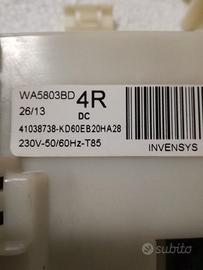 WA5803BD 4R
26/13 DC
41038738-KD60EB20HA28
230V-50/60Hz-T85
INVENSYS
subito